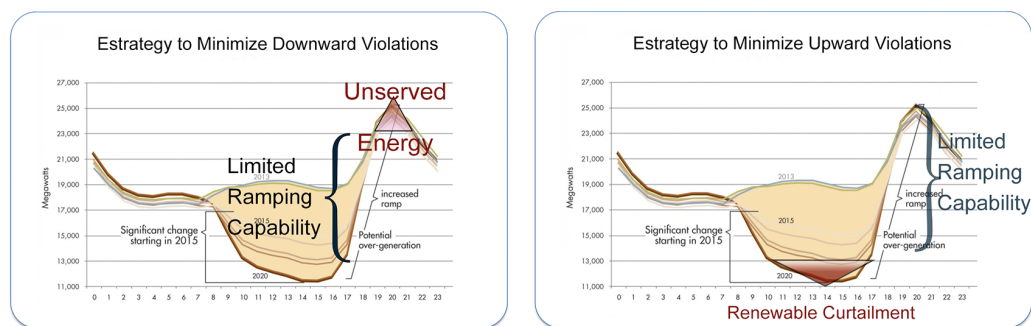 Estrategy to Minimize Downward Violations
27,000
25,000
23,000
21,000
19,000
17,000
15,000
13,000
11,000
Megawatts
Unserved
Energy
Limited
Ramping
Capability
2013
2015
2020
increased
ramp
Significant change
starting in 2015
Potential
over-generation
0 1 2 3 4 5 6 7 8 9 10 11 12 13 14 15 16 17 18 19 20 21 22 23
Estrategy to Minimize Upward Violations
27,000
25,000
23,000
21,000
19,000
17,000
15,000
13,000
11,000
Megawatts
Limited
Ramping
Capability
2013
2015
2020
increased
ramp
Significant change
starting in 2015
Potential
over-generation
0 1 2 3 4 5 6 7 8 9 10 11 12 13 14 15 16 17 18 19 20 21 22 23
Renewable Curtailment